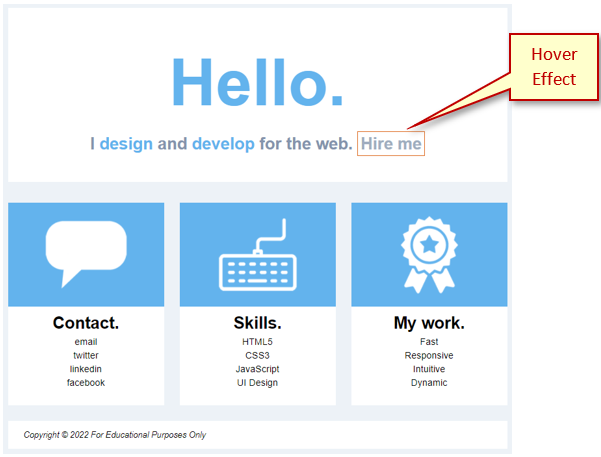 Hello.
I design and develop for the web. Hire me
Hover
Effect
Contact.
email
twitter
linkedin
facebook
Skills.
HTML5
CSS3
JavaScript
UI Design
My work.
Fast
Responsive
Intuitive
Dynamic
Copyright © 2022 For Educational Purposes Only